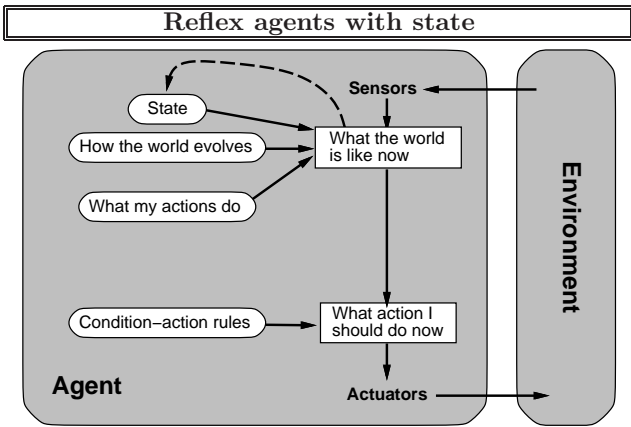 Reflex agents with state
Sensors
State
What the world
is like now
How the world evolves
What my actions do
Environment
What action I
should do now
Condition−action rules
Agent
Actuators